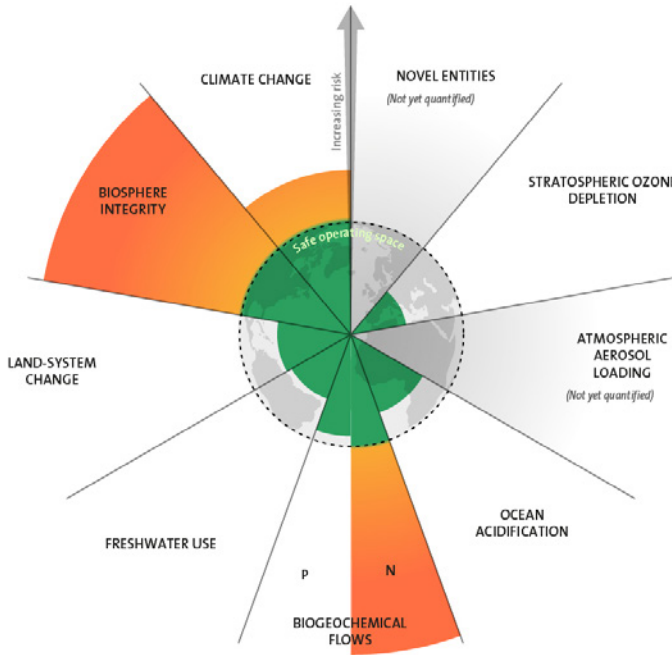 CLIMATE CHANGE
Increasing risk
NOVEL ENTITIES
(Not yet quantified)
BIOSPHERE
INTEGRITY
STRATOSPHERIC OZONE
DEPLETION
Safe operating space
LAND-SYSTEM
CHANGE
ATMOSPHERIC
AEROSOL
LOADING
(Not yet quantified)
FRESHWATER USE
OCEAN
ACIDIFICATION
P
N
BIOGEOCHEMICAL
FLOWS